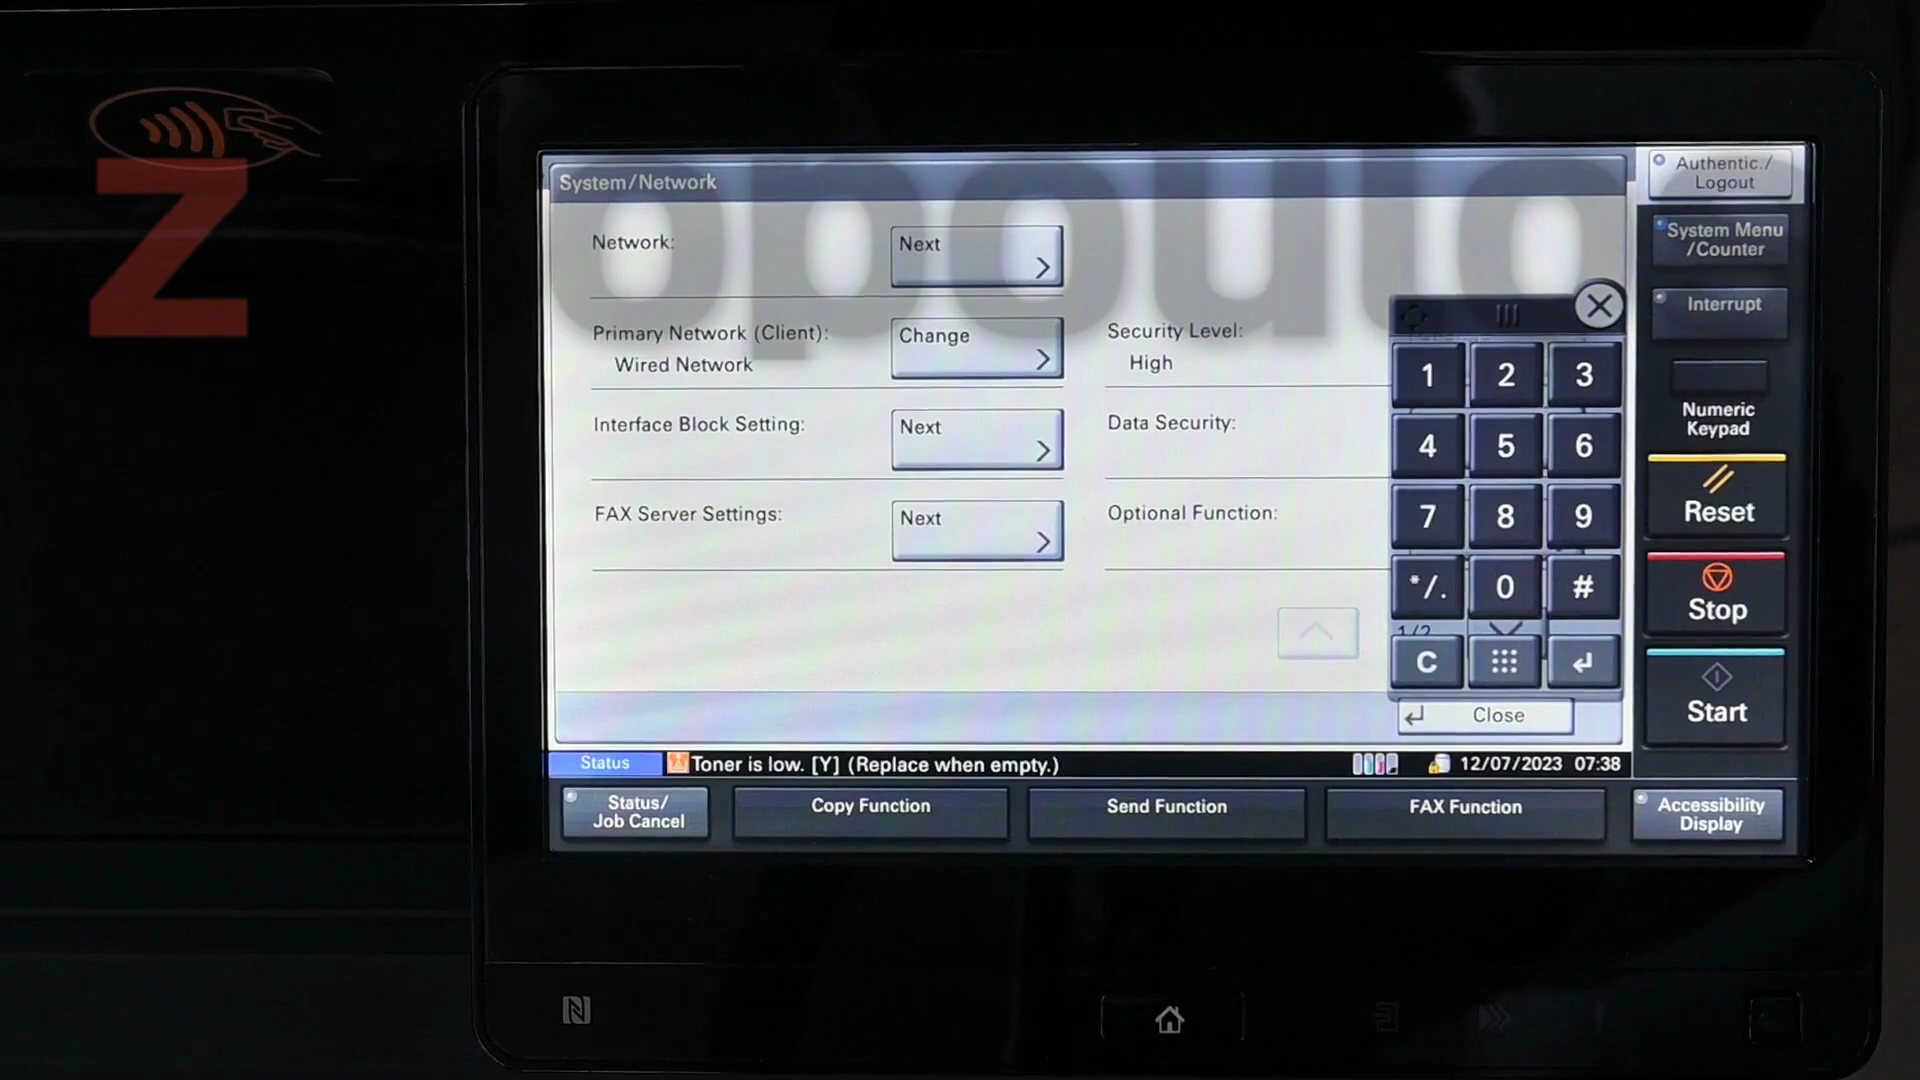 Z
opoulo
System/Network
Authentic./
Logout
System Menu
/Counter
Interrupt
Numeric
Keypad
Reset
Stop
Start
Network:
Next
Primary Network (Client):
Wired Network
Change
Interface Block Setting:
Next
FAX Server Settings:
Next
Security Level:
High
Data Security:
Optional Function:
1 2 3
4 5 6
7 8 9
*/. 0 #
1/2
C
Close
Status
Toner is low. [Y] (Replace when empty.)
12/07/2023 07:38
Status/
Job Cancel
Copy Function
Send Function
FAX Function
Accessibility
Display